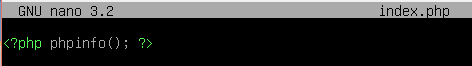 GNU nano 3.2 index.php
<?php phpinfo(); ?>